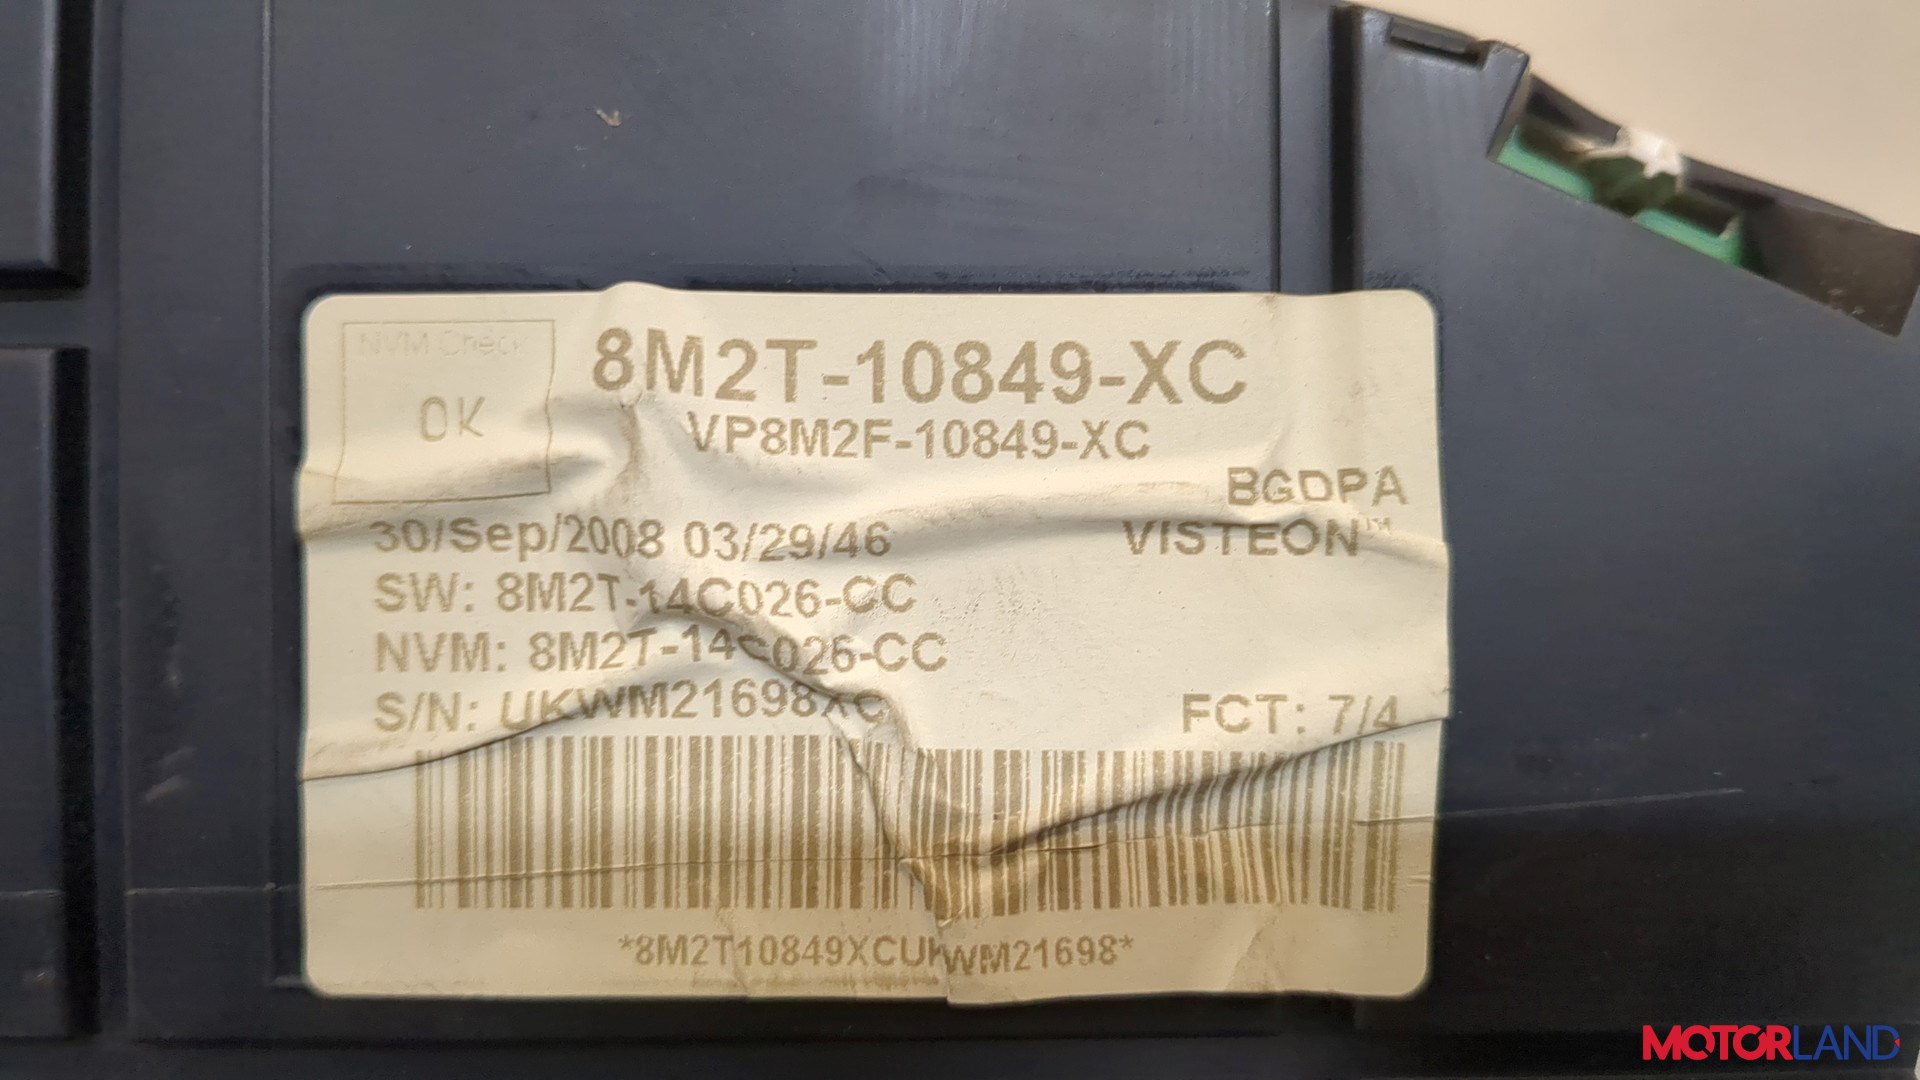 NVM Check
OK
8M2T-10849-XC
VP8M2F-10849-XC
BGDPA
30/Sep/2008 03/29/46
VISTEON™
SW: 8M2T-14C026-CC
NVM: 8M2T-14C026-CC
S/N: UKWM21698XC
FCT: 7/4
*8M2T10849XCUKWM21698*
MOTORLAND